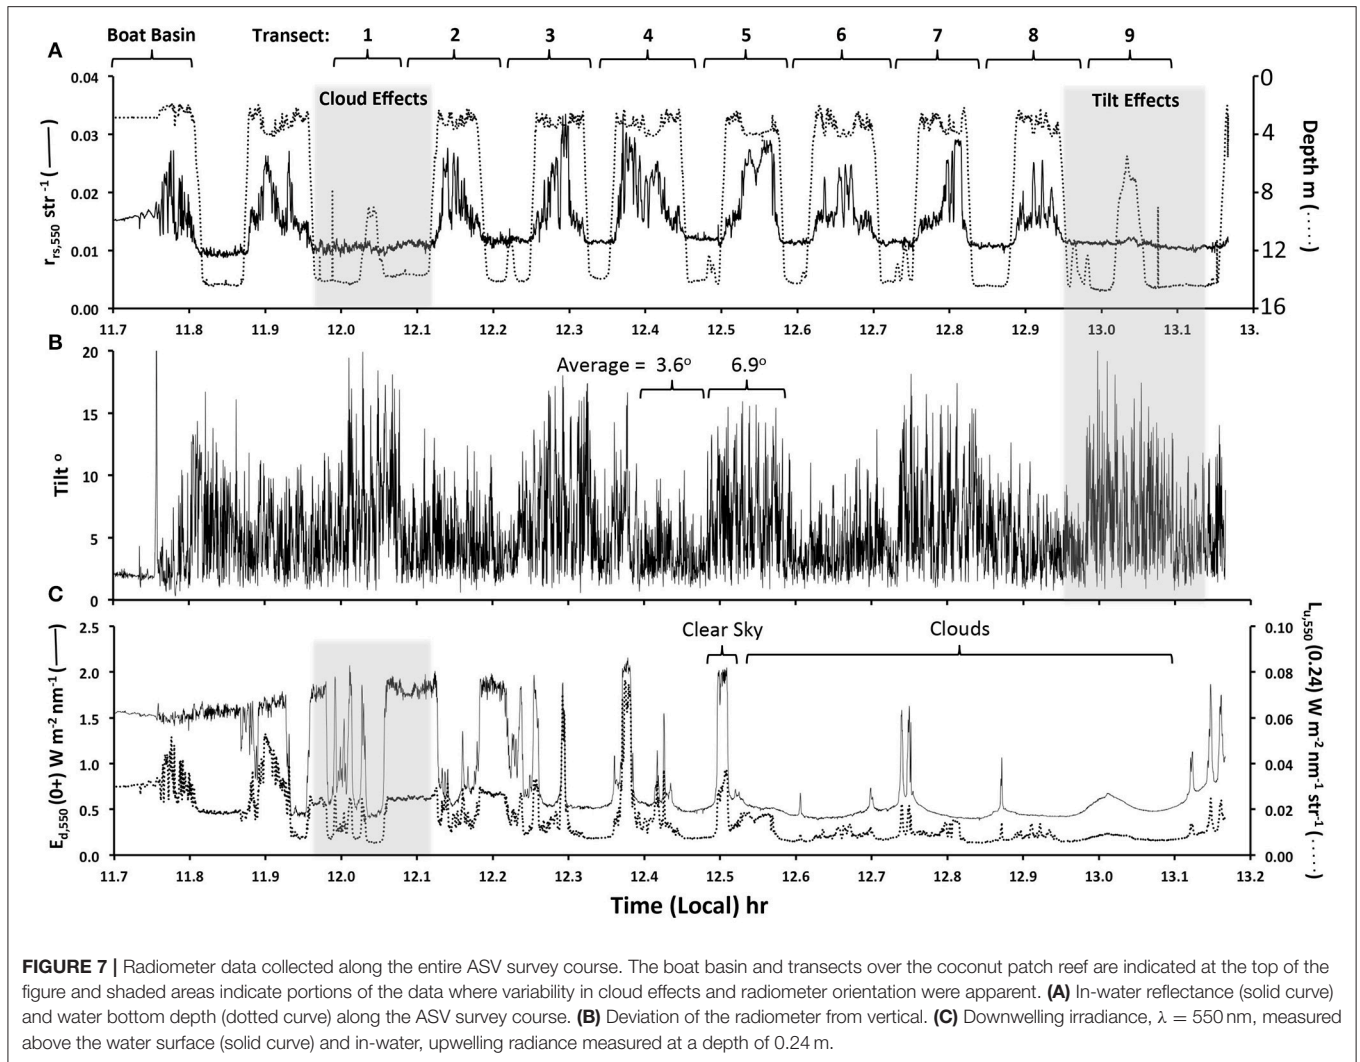 Boat Basin Transect: 1 2 3 4 5 6 7 8 9
A
0.04 0
Cloud Effects Tilt Effects
0.03 4
0.02 8
0.01 12
0.00 16
rrs,550 str -1 (——)
Depth m (·····)
11.7 11.8 11.9 12.0 12.1 12.2 12.3 12.4 12.5 12.6 12.7 12.8 12.9 13.0 13.1 13.
B
20
Average = 3.6o 6.9o
15
10
5
0
Tilt o
C
2.5 0.10
Clear Sky Clouds
2.0 0.08
1.5 0.06
1.0 0.04
0.5 0.02
0.0 0.00
Ed,550 (0+) W m-2 nm-1 (——)
Lu,550 (0.24) W m-2 nm-1 str-1 (·····)
11.7 11.8 11.9 12.0 12.1 12.2 12.3 12.4 12.5 12.6 12.7 12.8 12.9 13.0 13.1 13.2
Time (Local) hr
FIGURE 7 | Radiometer data collected along the entire ASV survey course. The boat basin and transects over the coconut patch reef are indicated at the top of the
figure and shaded areas indicate portions of the data where variability in cloud effects and radiometer orientation were apparent. (A) In-water reflectance (solid curve)
and water bottom depth (dotted curve) along the ASV survey course. (B) Deviation of the radiometer from vertical. (C) Downwelling irradiance, λ = 550 nm, measured
above the water surface (solid curve) and in-water, upwelling radiance measured at a depth of 0.24 m.